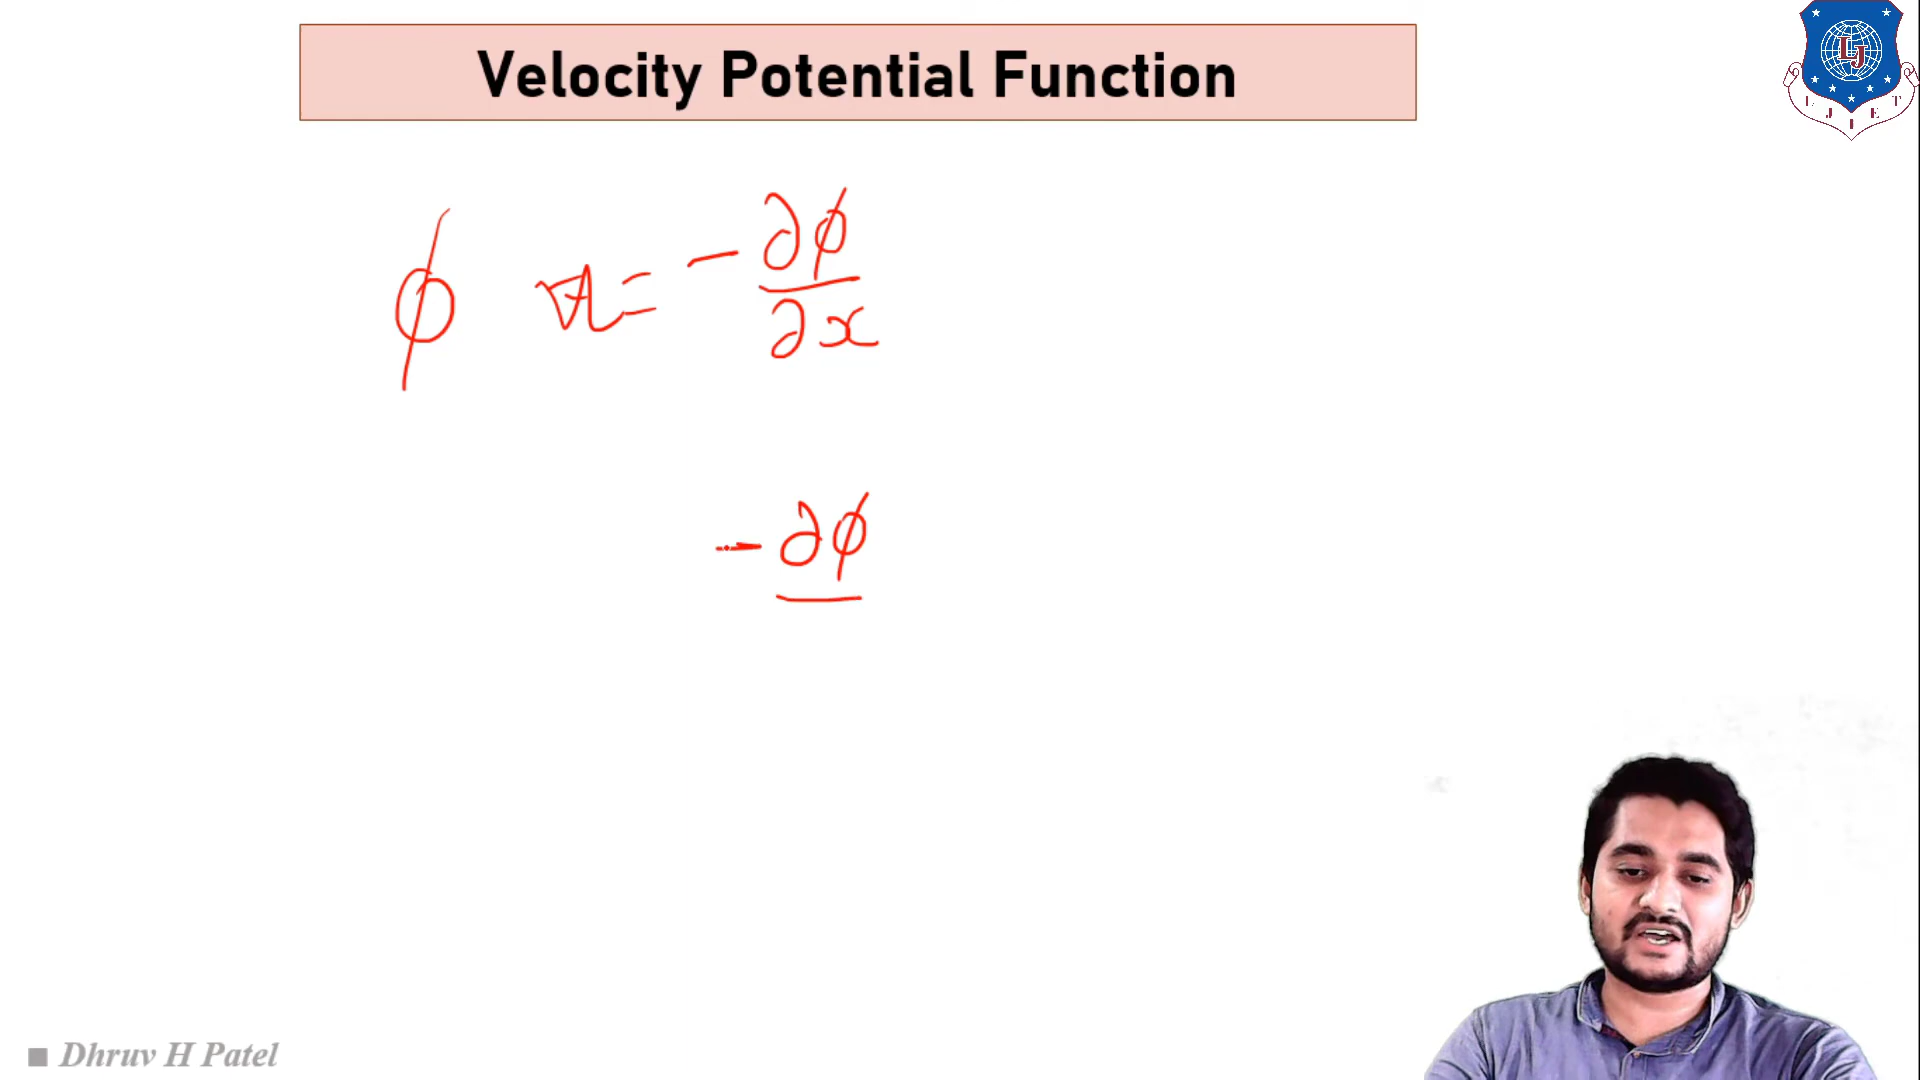 Velocity Potential Function
L J I E T
ϕ u = - ∂ϕ/∂x
- ∂ϕ
Dhruv H Patel